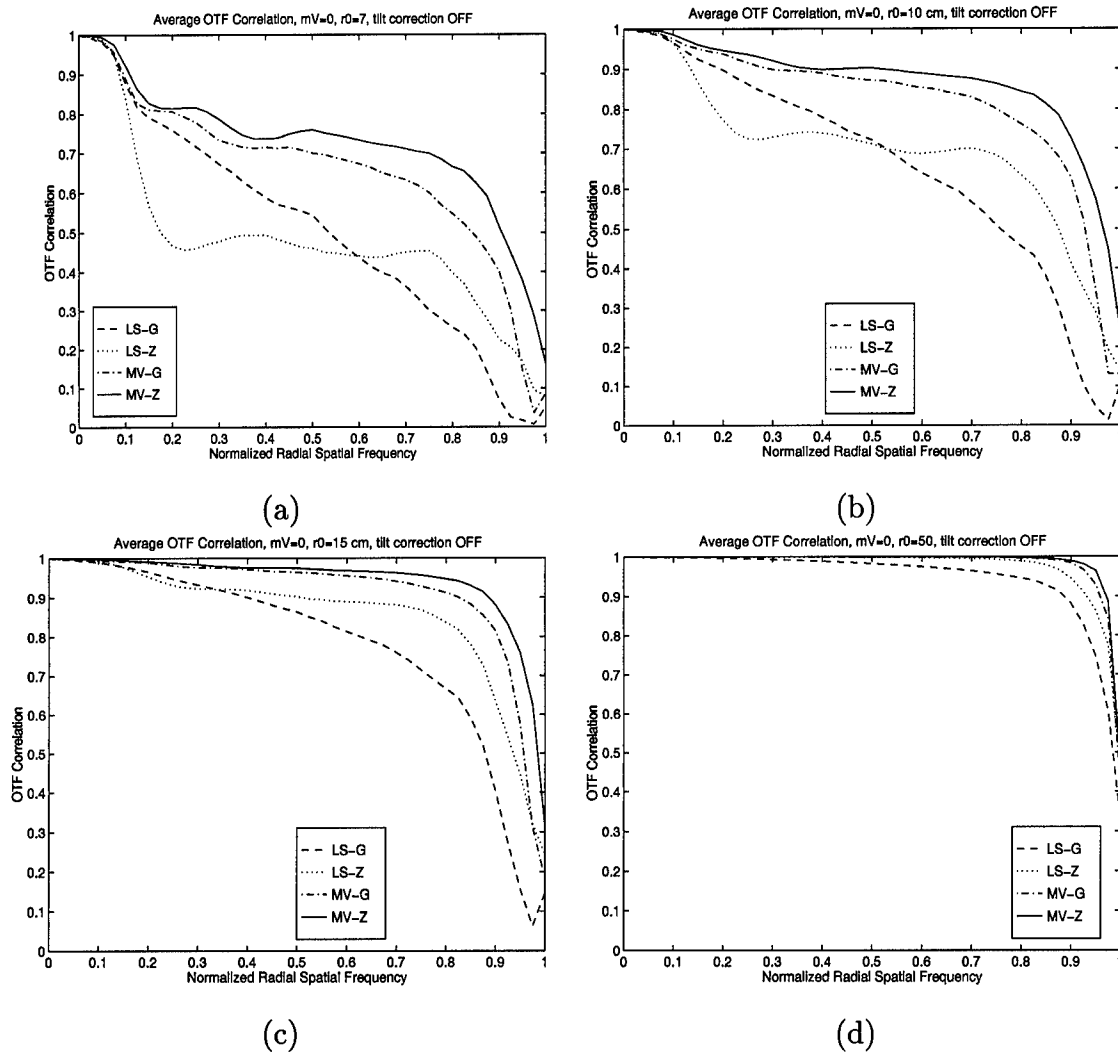 Average OTF Correlation, mV=0, r0=7, tilt correction OFF
1
0.9
0.8
0.7
0.6
0.5
0.4
0.3
0.2
0.1
0
OTF Correlation
LS-G
LS-Z
MV-G
MV-Z
0 0.1 0.2 0.3 0.4 0.5 0.6 0.7 0.8 0.9 1
Normalized Radial Spatial Frequency
(a)
Average OTF Correlation, mV=0, r0=10 cm, tilt correction OFF
1
0.9
0.8
0.7
0.6
0.5
0.4
0.3
0.2
0.1
0
OTF Correlation
LS-G
LS-Z
MV-G
MV-Z
0 0.1 0.2 0.3 0.4 0.5 0.6 0.7 0.8 0.9 1
Normalized Radial Spatial Frequency
(b)
Average OTF Correlation, mV=0, r0=15 cm, tilt correction OFF
1
0.9
0.8
0.7
0.6
0.5
0.4
0.3
0.2
0.1
0
OTF Correlation
LS-G
LS-Z
MV-G
MV-Z
0 0.1 0.2 0.3 0.4 0.5 0.6 0.7 0.8 0.9 1
Normalized Radial Spatial Frequency
(c)
Average OTF Correlation, mV=0, r0=50, tilt correction OFF
1
0.9
0.8
0.7
0.6
0.5
0.4
0.3
0.2
0.1
0
OTF Correlation
LS-G
LS-Z
MV-G
MV-Z
0 0.1 0.2 0.3 0.4 0.5 0.6 0.7 0.8 0.9 1
Normalized Radial Spatial Frequency
(d)